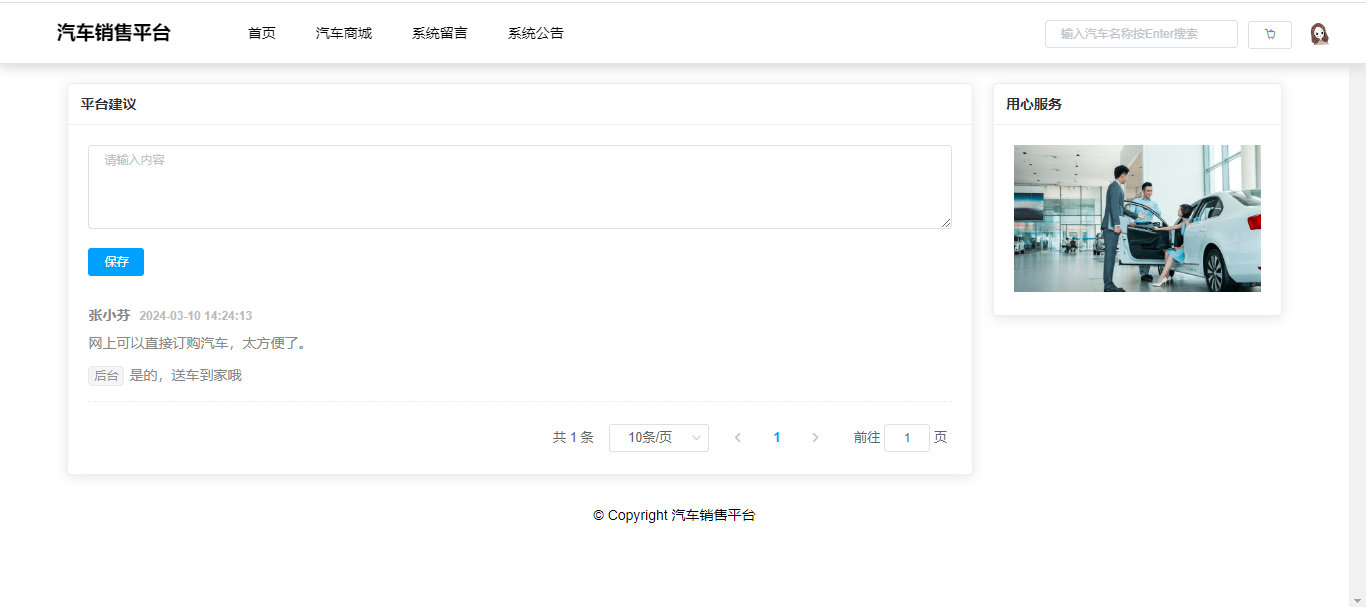 汽车销售平台 首页 汽车商城 系统留言 系统公告 输入汽车名称按Enter搜索
平台建议
请输入内容
保存
张小芬 2024-03-10 14:24:13
网上可以直接订购汽车，太方便了。
后台 是的，送车到家哦
共 1 条 10条/页 1 前往 1 页
用心服务
© Copyright 汽车销售平台